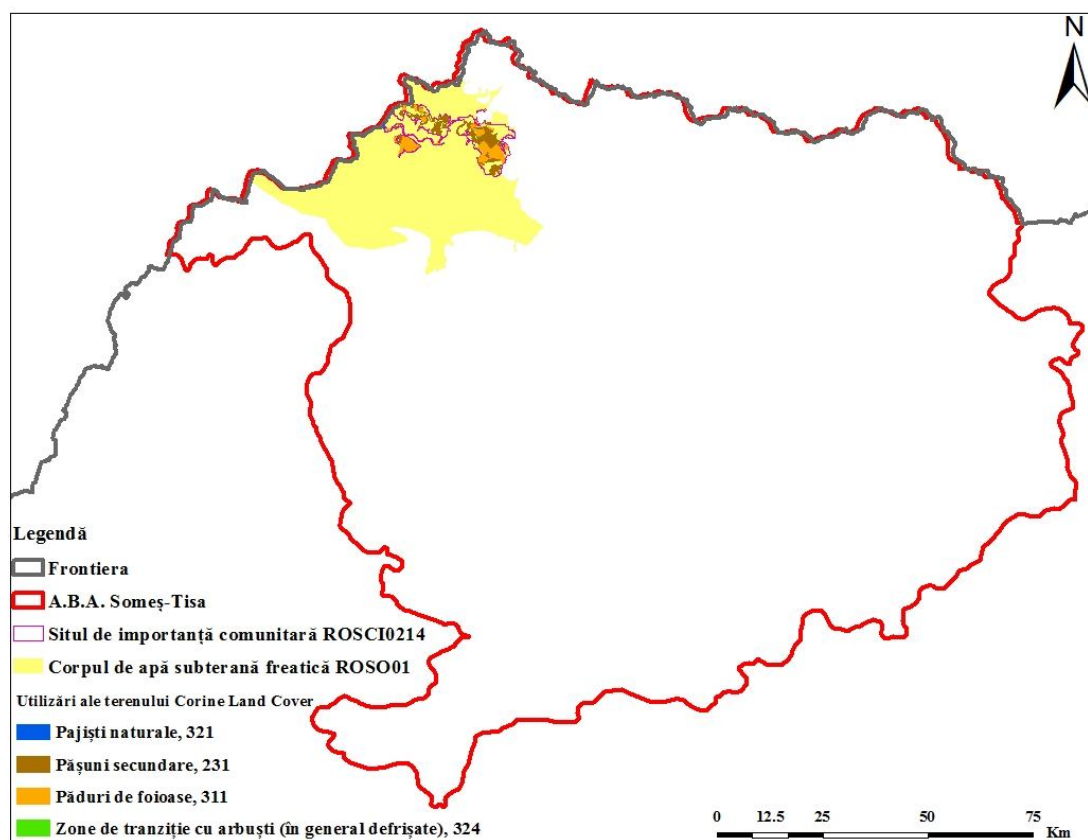 N
Legendă
Frontiera
A.B.A. Someș-Tisa
Situl de importanță comunitară ROSCI0214
Corpul de apă subterană freatică ROSO01
Utilizări ale terenului Corine Land Cover
Pajiști naturale, 321
Pășuni secundare, 231
Păduri de foioase, 311
Zone de tranziție cu arbuști (în general defrișate), 324
0 12.5 25 50 75
Km